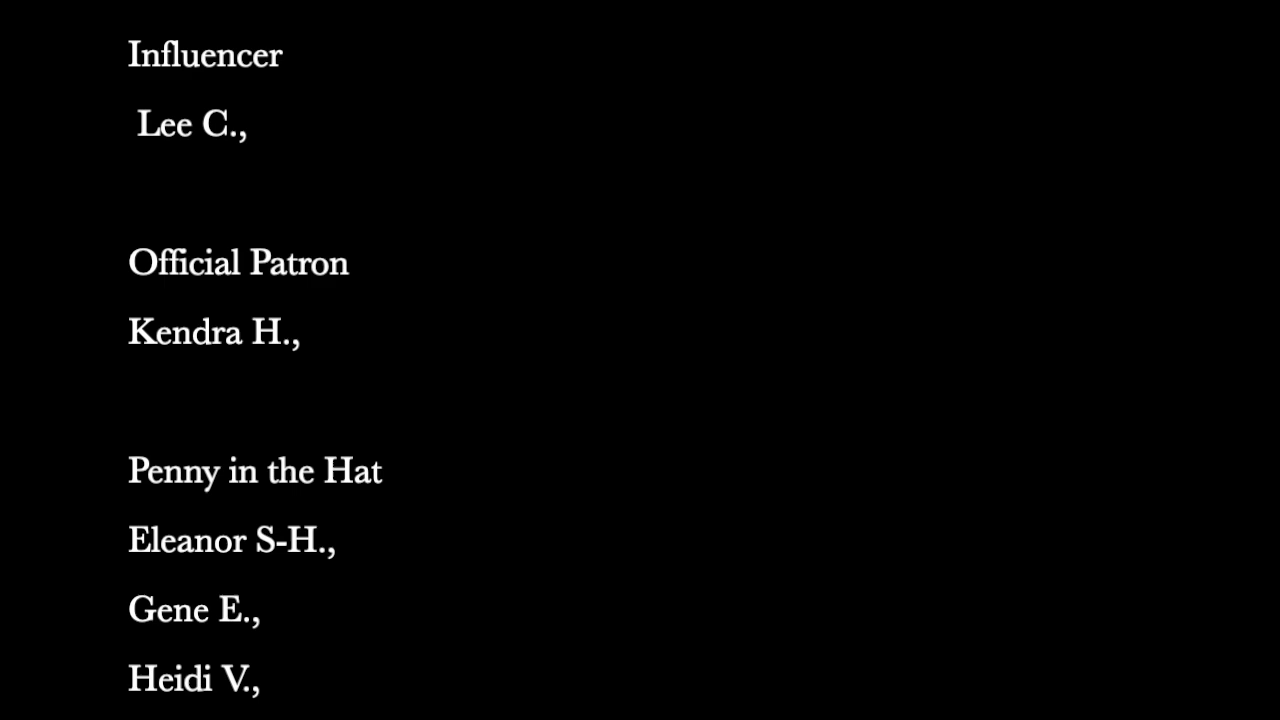 Influencer
Lee C.,
Official Patron
Kendra H.,
Penny in the Hat
Eleanor S-H.,
Gene E.,
Heidi V.,